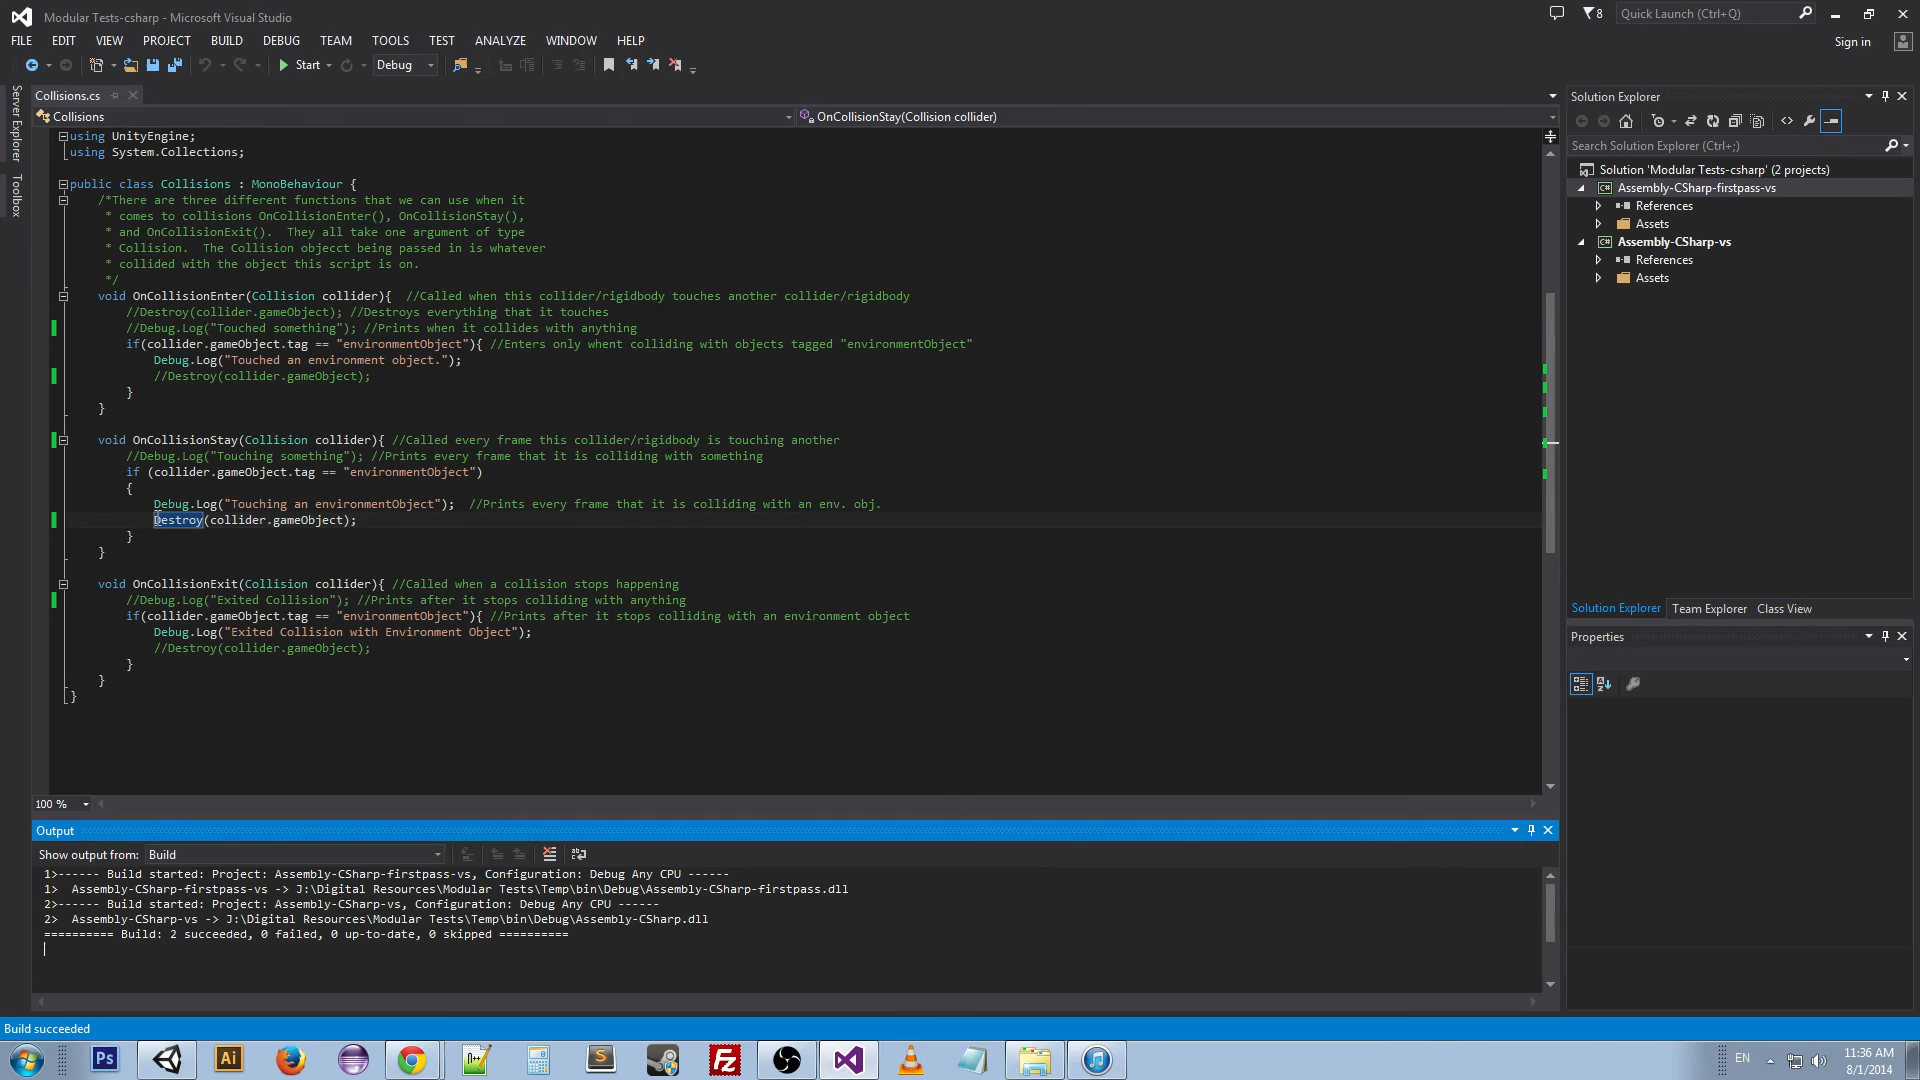 Modular Tests-csharp - Microsoft Visual Studio
8
Quick Launch (Ctrl+Q)
FILE EDIT VIEW PROJECT BUILD DEBUG TEAM TOOLS TEST ANALYZE WINDOW HELP
Sign in
Start
Debug
Server Explorer
Toolbox
Collisions.cs
Collisions
OnCollisionStay(Collision collider)
using UnityEngine;
using System.Collections;
public class Collisions : MonoBehaviour {
/*There are three different functions that we can use when it
* comes to collisions OnCollisionEnter(), OnCollisionStay(),
* and OnCollisionExit().  They all take one argument of type
* Collision.  The Collision objecct being passed in is whatever
* collided with the object this script is on.
*/
void OnCollisionEnter(Collision collider){  //Called when this collider/rigidbody touches another collider/rigidbody
//Destroy(collider.gameObject); //Destroys everything that it touches
//Debug.Log("Touched something"); //Prints when it collides with anything
if(collider.gameObject.tag == "environmentObject"){ //Enters only whent colliding with objects tagged "environmentObject"
Debug.Log("Touched an environment object.");
//Destroy(collider.gameObject);
}
}
void OnCollisionStay(Collision collider){ //Called every frame this collider/rigidbody is touching another
//Debug.Log("Touching something"); //Prints every frame that it is colliding with something
if (collider.gameObject.tag == "environmentObject")
{
Debug.Log("Touching an environmentObject");  //Prints every frame that it is colliding with an env. obj.
Destroy(collider.gameObject);
}
}
void OnCollisionExit(Collision collider){ //Called when a collision stops happening
//Debug.Log("Exited Collision"); //Prints after it stops colliding with anything
if(collider.gameObject.tag == "environmentObject"){ //Prints after it stops colliding with an environment object
Debug.Log("Exited Collision with Environment Object");
//Destroy(collider.gameObject);
}
}
}
100 %
Output
Show output from: Build
1>------ Build started: Project: Assembly-CSharp-firstpass-vs, Configuration: Debug Any CPU ------
1>  Assembly-CSharp-firstpass-vs -> J:\Digital Resources\Modular Tests\Temp\bin\Debug\Assembly-CSharp-firstpass.dll
2>------ Build started: Project: Assembly-CSharp-vs, Configuration: Debug Any CPU ------
2>  Assembly-CSharp-vs -> J:\Digital Resources\Modular Tests\Temp\bin\Debug\Assembly-CSharp.dll
========== Build: 2 succeeded, 0 failed, 0 up-to-date, 0 skipped ==========
Solution Explorer
Search Solution Explorer (Ctrl+;)
Solution 'Modular Tests-csharp' (2 projects)
C# Assembly-CSharp-firstpass-vs
References
Assets
C# Assembly-CSharp-vs
References
Assets
Solution Explorer Team Explorer Class View
Properties
Build succeeded
Ps
Ai
S
Fz
EN
11:36 AM
8/1/2014